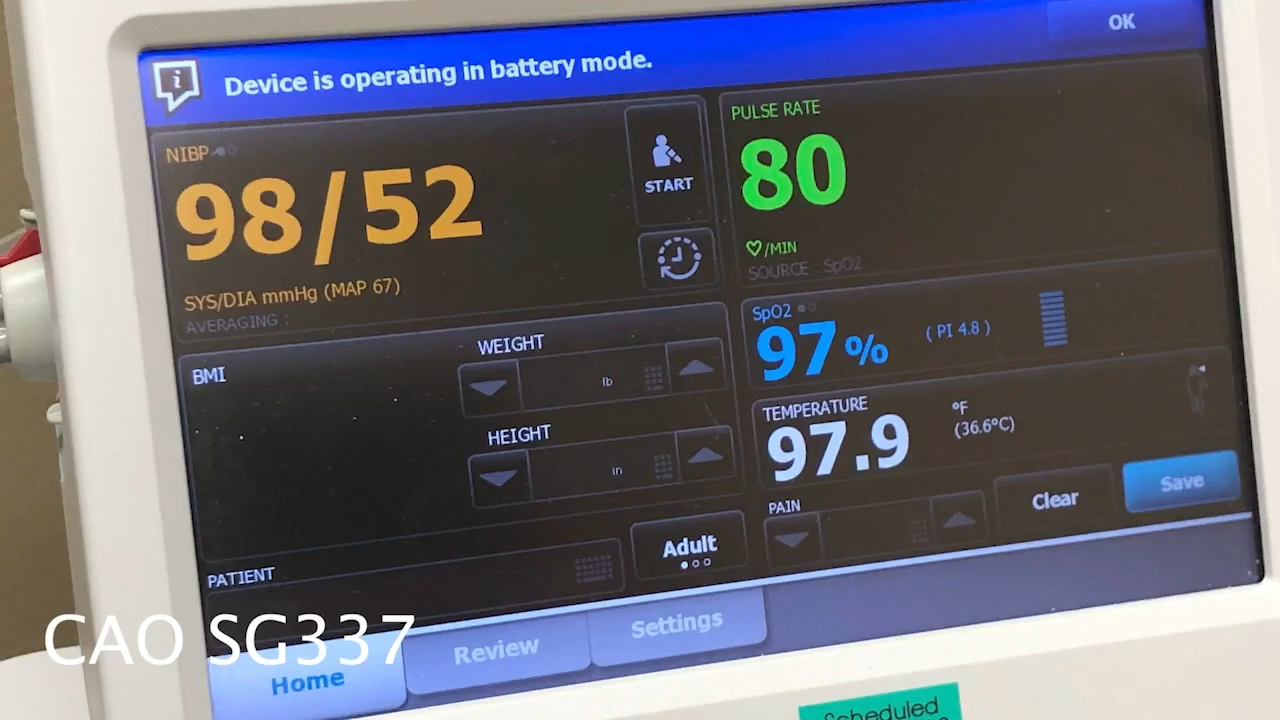 Device is operating in battery mode.
OK
NIBP
98/52
SYS/DIA mmHg (MAP 67)
AVERAGING :
START
PULSE RATE
80
♡/MIN
SOURCE : SpO2
SpO2
97%
( PI 4.8 )
BMI
WEIGHT
lb
HEIGHT
in
TEMPERATURE
97.9
°F
(36.6°C)
PAIN
Clear
Save
PATIENT
Adult
Home
Review
Settings
CAO SG337
Scheduled